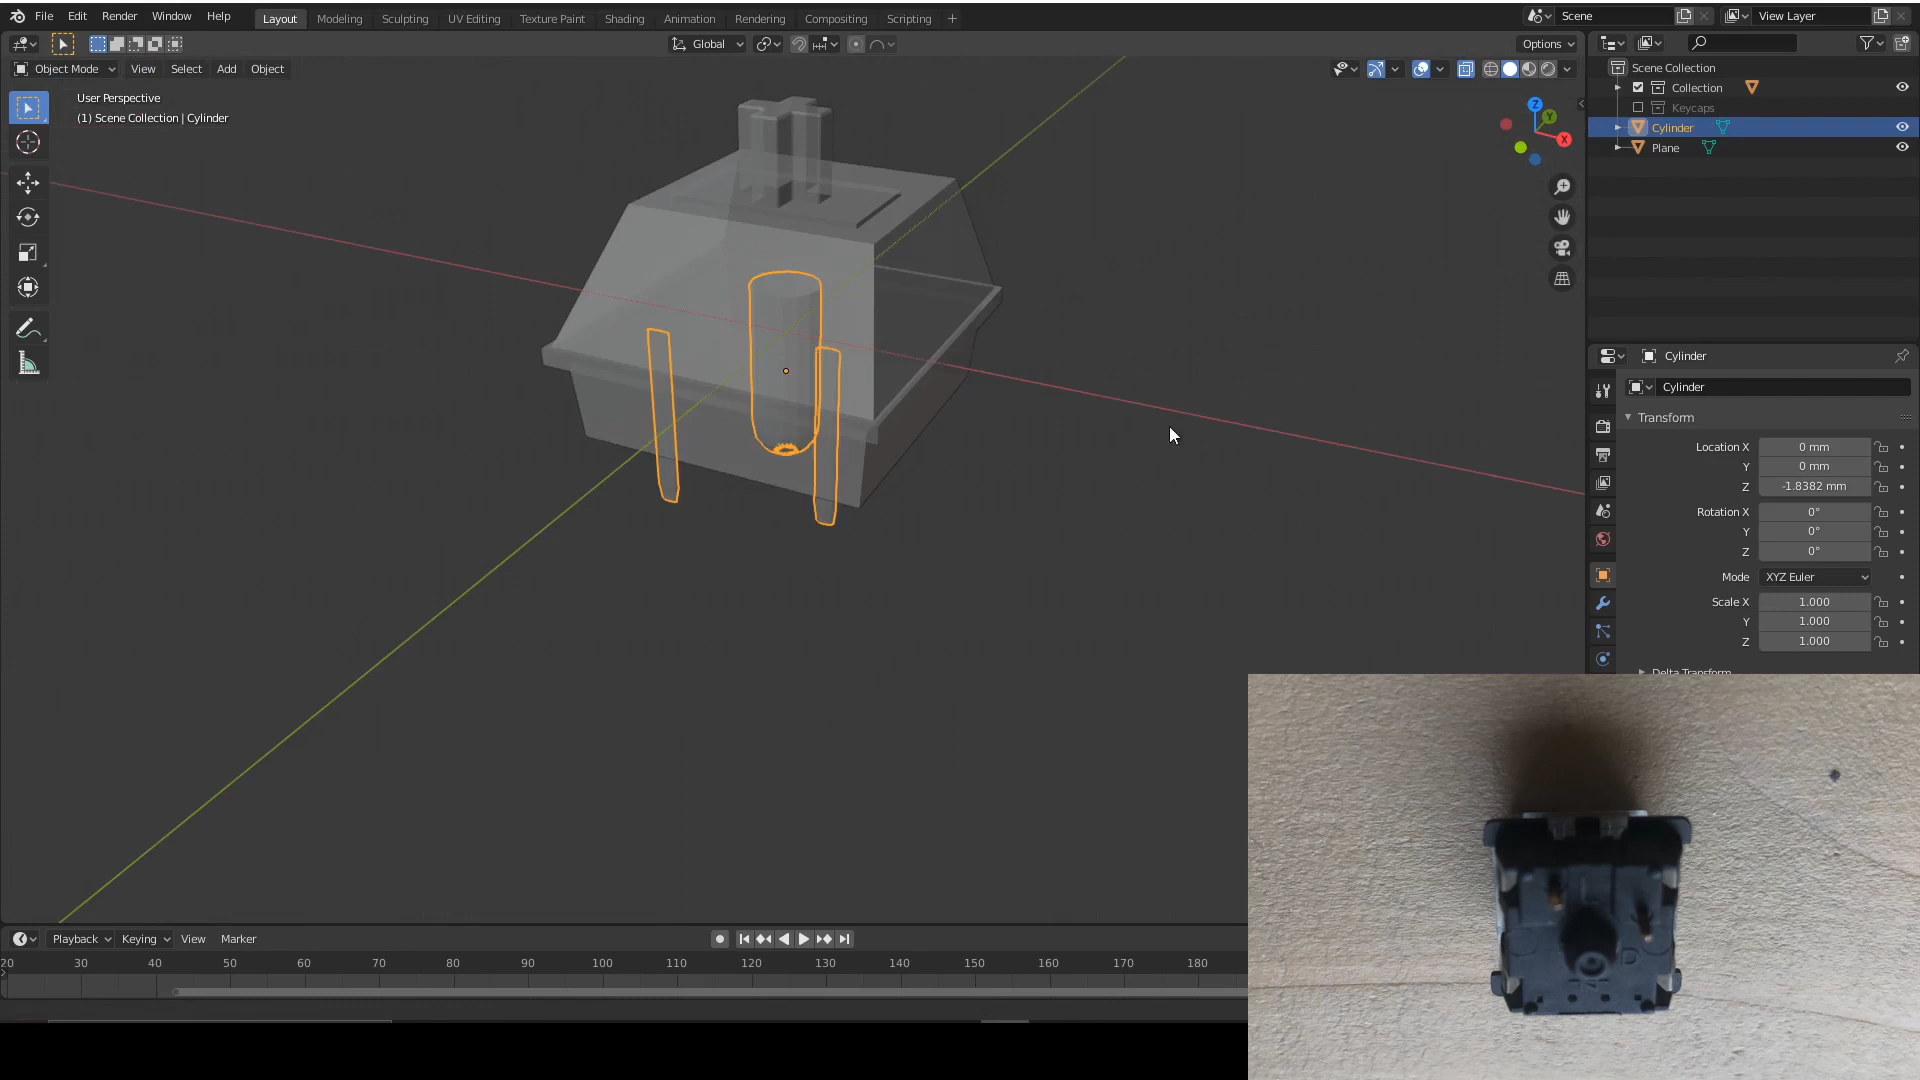 File Edit Render Window Help
Layout Modeling Sculpting UV Editing Texture Paint Shading Animation Rendering Compositing Scripting +
Scene
View Layer
Global
Options
Object Mode View Select Add Object
User Perspective
(1) Scene Collection | Cylinder
Z
Y
X
Scene Collection
Collection
Keycaps
Cylinder
Plane
Cylinder
Cylinder
Transform
Location X 0 mm
Y 0 mm
Z -1.8382 mm
Rotation X 0°
Y 0°
Z 0°
Mode XYZ Euler
Scale X 1.000
Y 1.000
Z 1.000
Delta Transform
Playback Keying View Marker
20 30 40 50 60 70 80 90 100 110 120 130 140 150 160 170 180